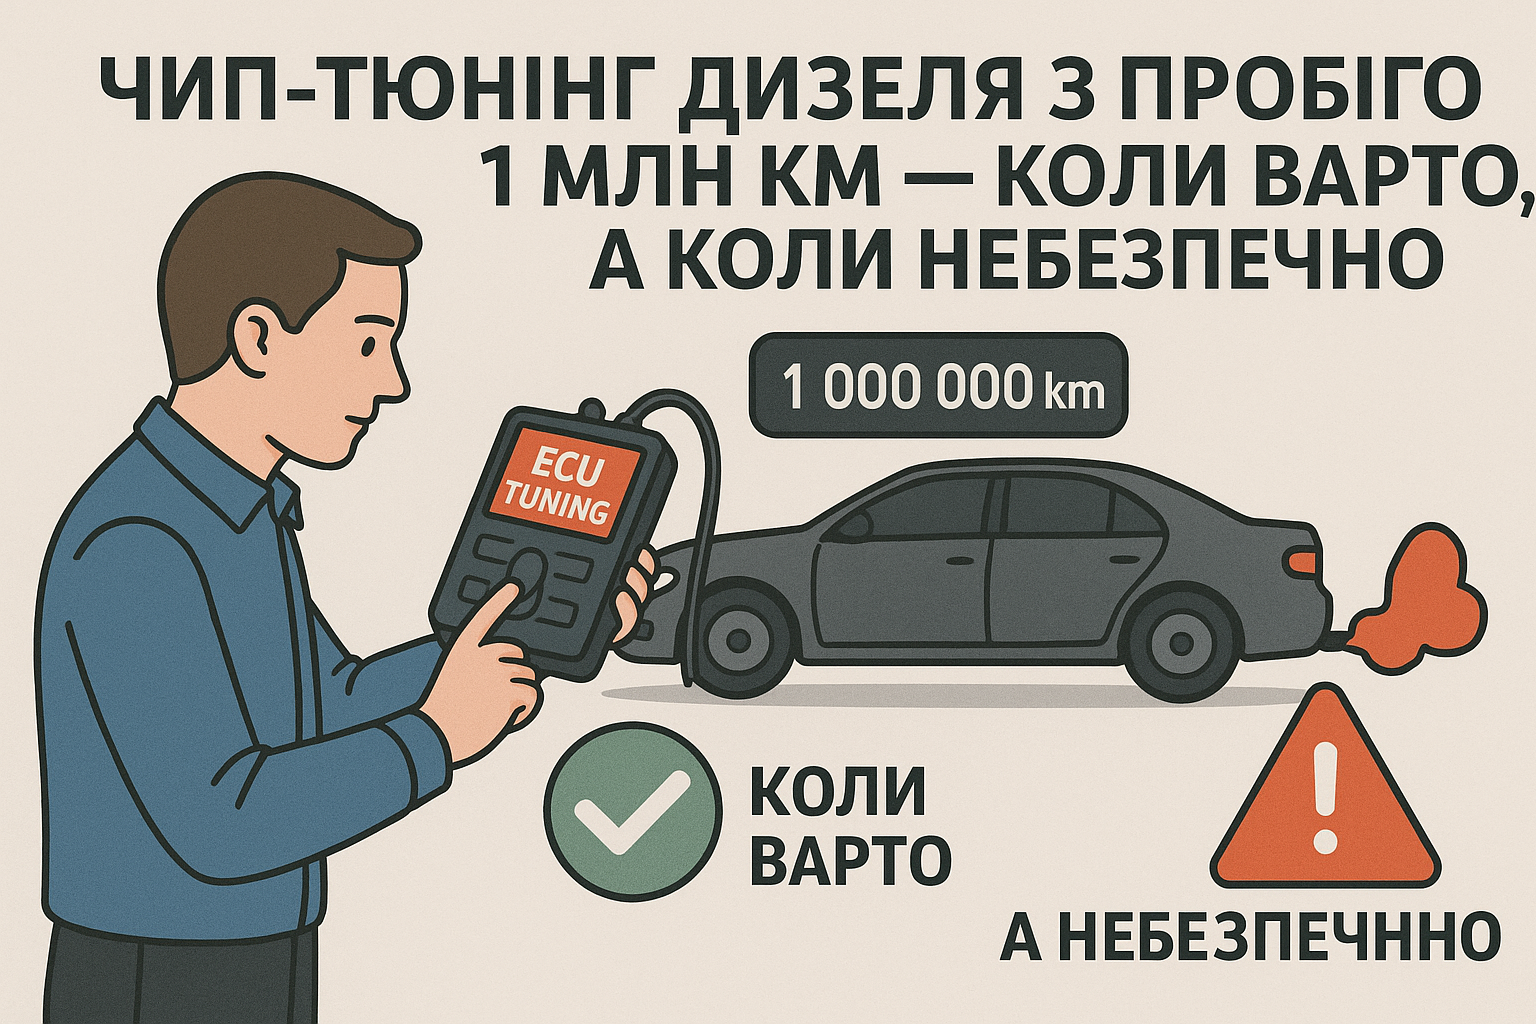 ЧИП-ТЮНІНГ ДИЗЕЛЯ З ПРОБІГО
1 МЛН КМ — КОЛИ ВАРТО,
А КОЛИ НЕБЕЗПЕЧНО
1 000 000 km
ECU
TUNING
КОЛИ
ВАРТО
А НЕБЕЗПЕЧННО